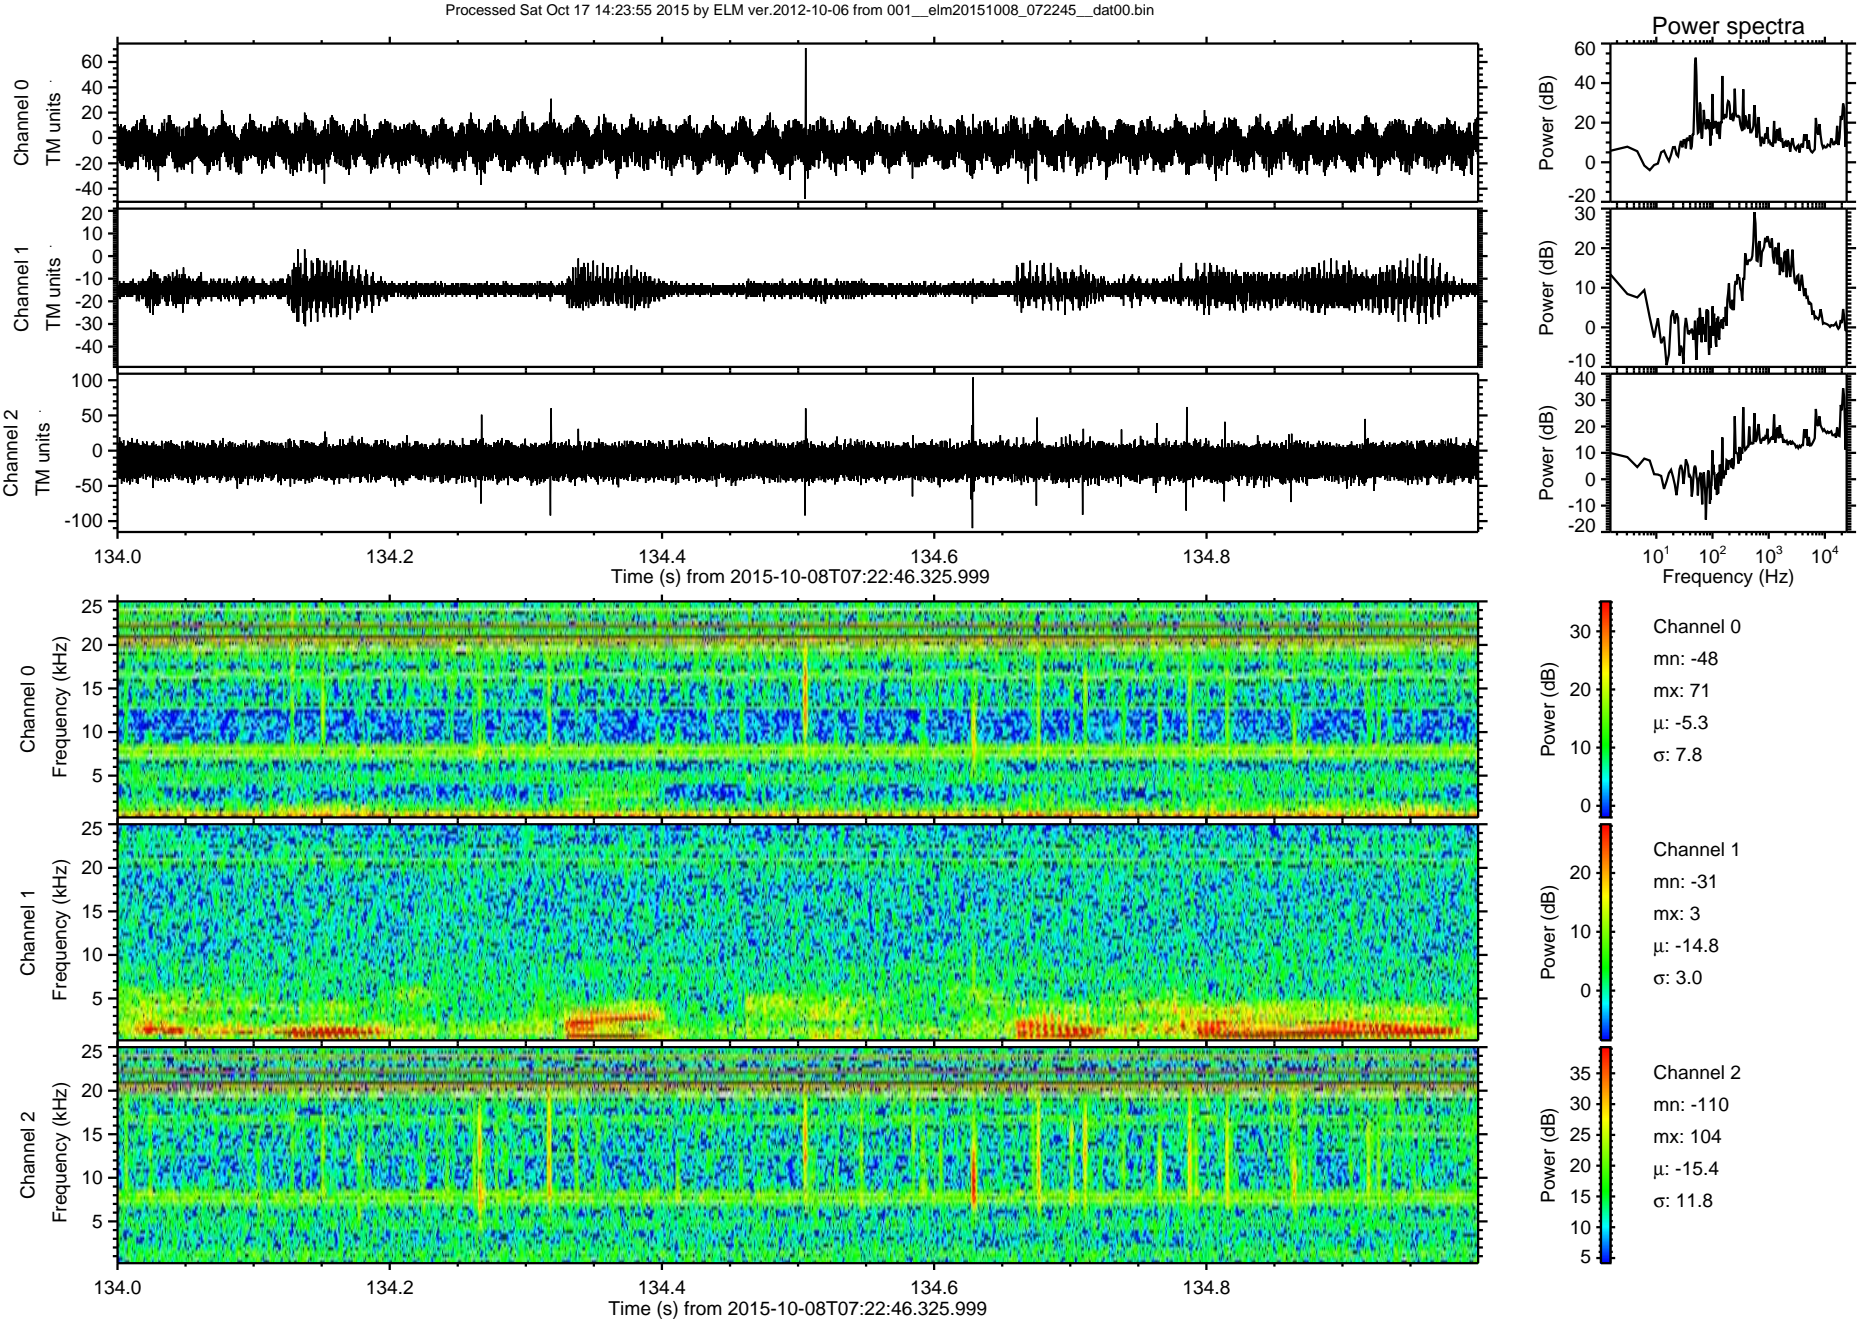 Processed Sat Oct 17 14:23:55 2015 by ELM ver.2012-10-06 from 001__elm20151008_072245__dat00.bin
Power spectra
Channel 0
TM units
60
40
20
0
-20
-40
Power (dB)
60
40
20
0
-20
Channel 1
TM units
20
10
0
-10
-20
-30
-40
Power (dB)
30
20
10
0
-10
Channel 2
TM units
100
50
0
-50
-100
Power (dB)
40
30
20
10
0
-10
-20
134.0 134.2 134.4 134.6 134.8
Time (s) from 2015-10-08T07:22:46.325.999
10^1 10^2 10^3 10^4
Frequency (Hz)
Channel 0
Frequency (kHz)
25
20
15
10
5
Power (dB)
30
20
10
0
Channel 0
mn: -48
mx: 71
μ: -5.3
σ: 7.8
Channel 1
Frequency (kHz)
25
20
15
10
5
Power (dB)
20
10
0
Channel 1
mn: -31
mx: 3
μ: -14.8
σ: 3.0
Channel 2
Frequency (kHz)
25
20
15
10
5
Power (dB)
35
30
25
20
15
10
5
Channel 2
mn: -110
mx: 104
μ: -15.4
σ: 11.8
134.0 134.2 134.4 134.6 134.8
Time (s) from 2015-10-08T07:22:46.325.999